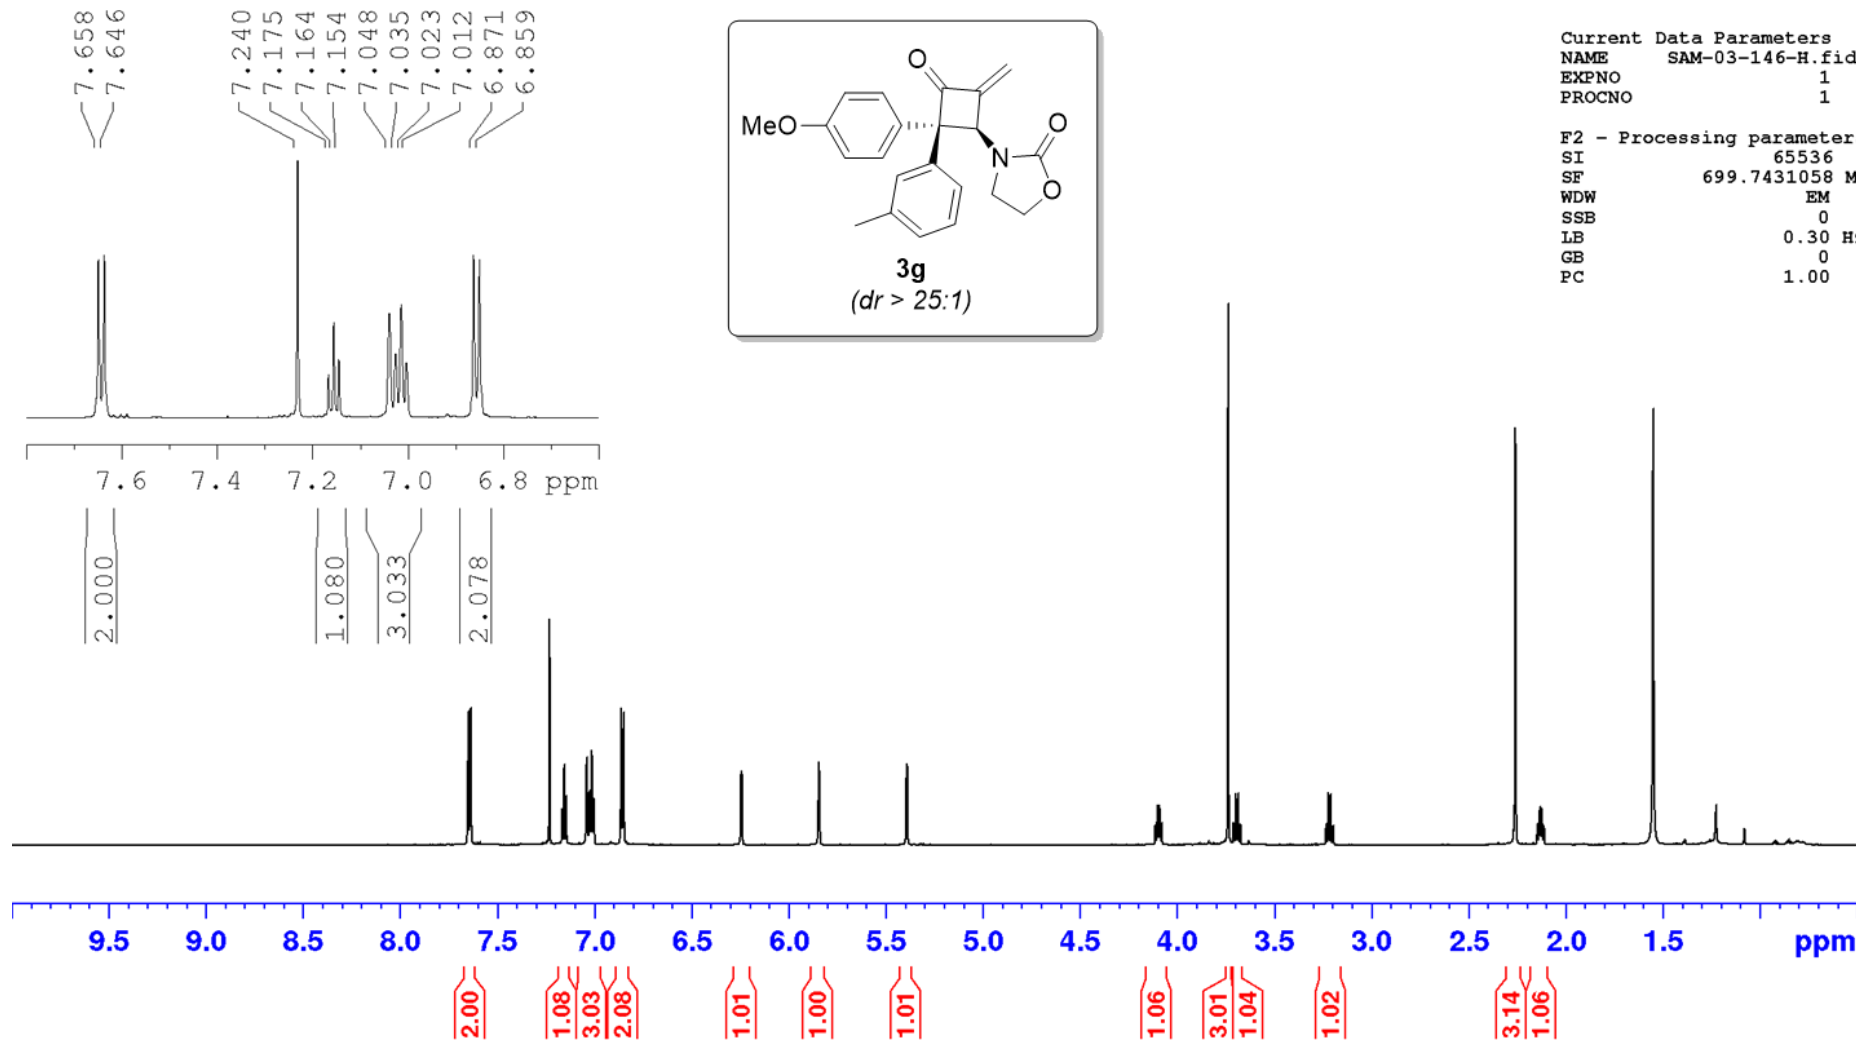 7.658
7.646
7.240
7.175
7.164
7.154
7.048
7.035
7.023
7.012
6.871
6.859
O
MeO
N
O
O
3g
(dr > 25:1)
Current Data Parameters
NAME SAM-03-146-H.fid
EXPNO 1
PROCNO 1
F2 - Processing parameter
SI 65536
SF 699.7431058 M
WDW EM
SSB 0
LB 0.30 H
GB 0
PC 1.00
7.6 7.4 7.2 7.0 6.8 ppm
2.000
1.080
3.033
2.078
9.5 9.0 8.5 8.0 7.5 7.0 6.5 6.0 5.5 5.0 4.5 4.0 3.5 3.0 2.5 2.0 1.5 ppm
2.00
1.08
3.03
2.08
1.01
1.00
1.01
1.06
3.01
1.04
1.02
3.14
1.06